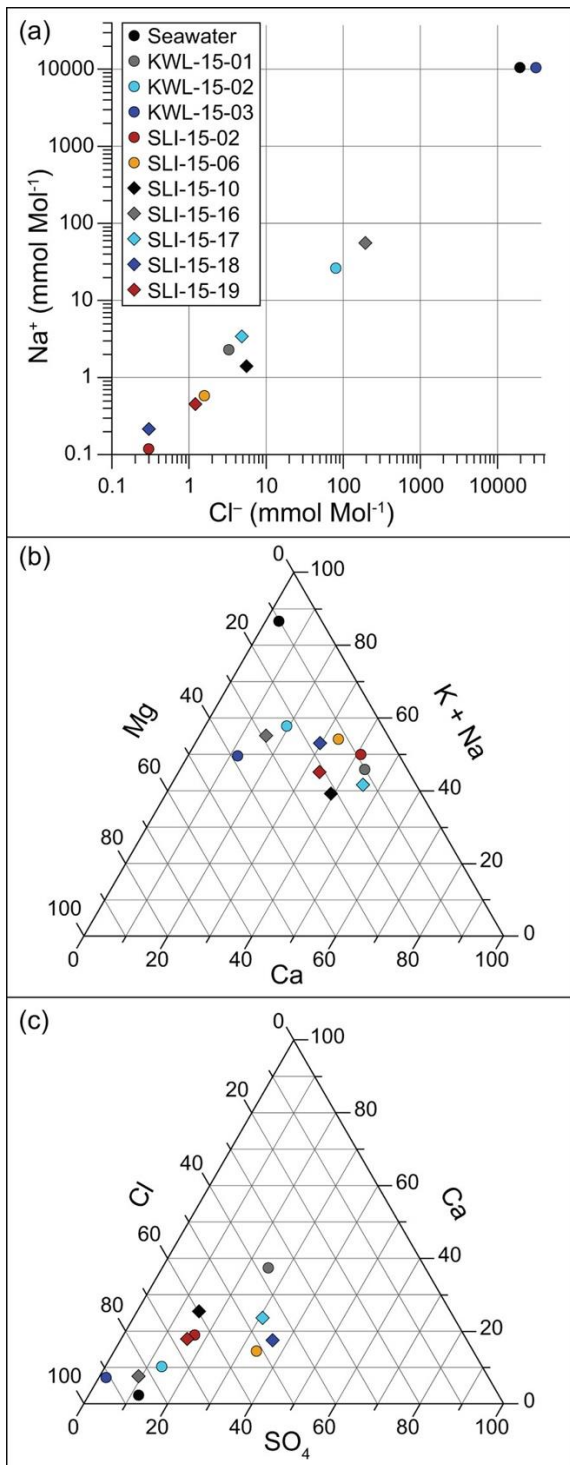 (a)
Seawater
KWL-15-01
KWL-15-02
KWL-15-03
SLI-15-02
SLI-15-06
SLI-15-10
SLI-15-16
SLI-15-17
SLI-15-18
SLI-15-19
10000
1000
100
10
1
0.1
Na⁺ (mmol Mol⁻¹)
0.1 1 10 100 1000 10000
Cl⁻ (mmol Mol⁻¹)
(b)
0 100
20 80
Mg K + Na
40 60
60 40
80 20
100 0
0 20 40 60 80 100
Ca
(c)
0 100
20 80
Cl Ca
40 60
60 40
80 20
100 0
0 20 40 60 80 100
SO₄